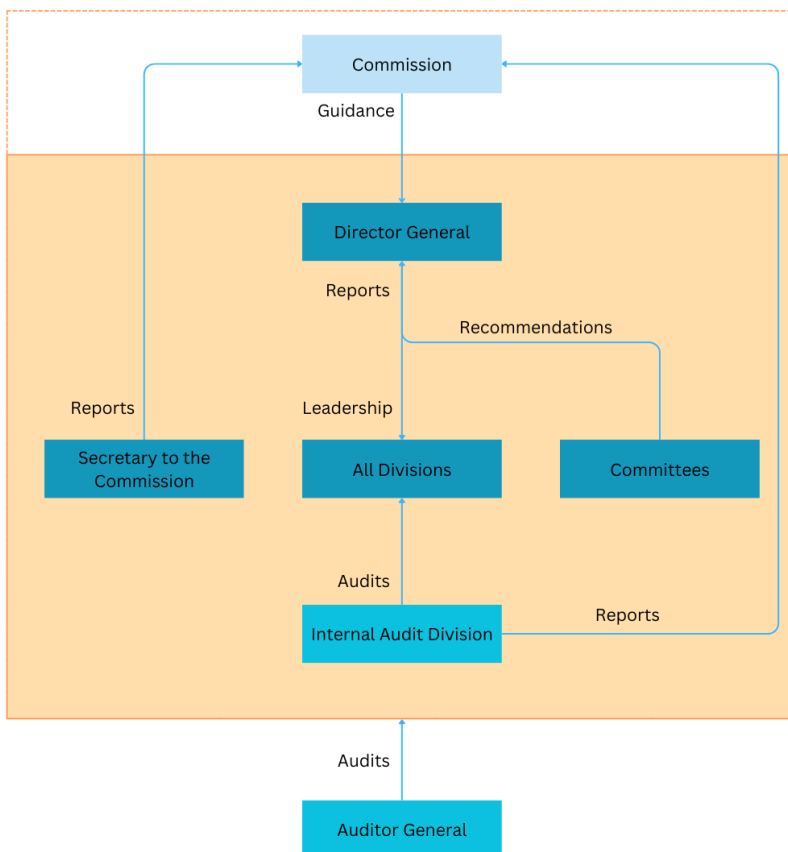 Commission
Guidance
Director General
Reports
Recommendations
Reports
Leadership
Secretary to the
Commission
All Divisions
Committees
Audits
Internal Audit Division
Reports
Audits
Auditor General